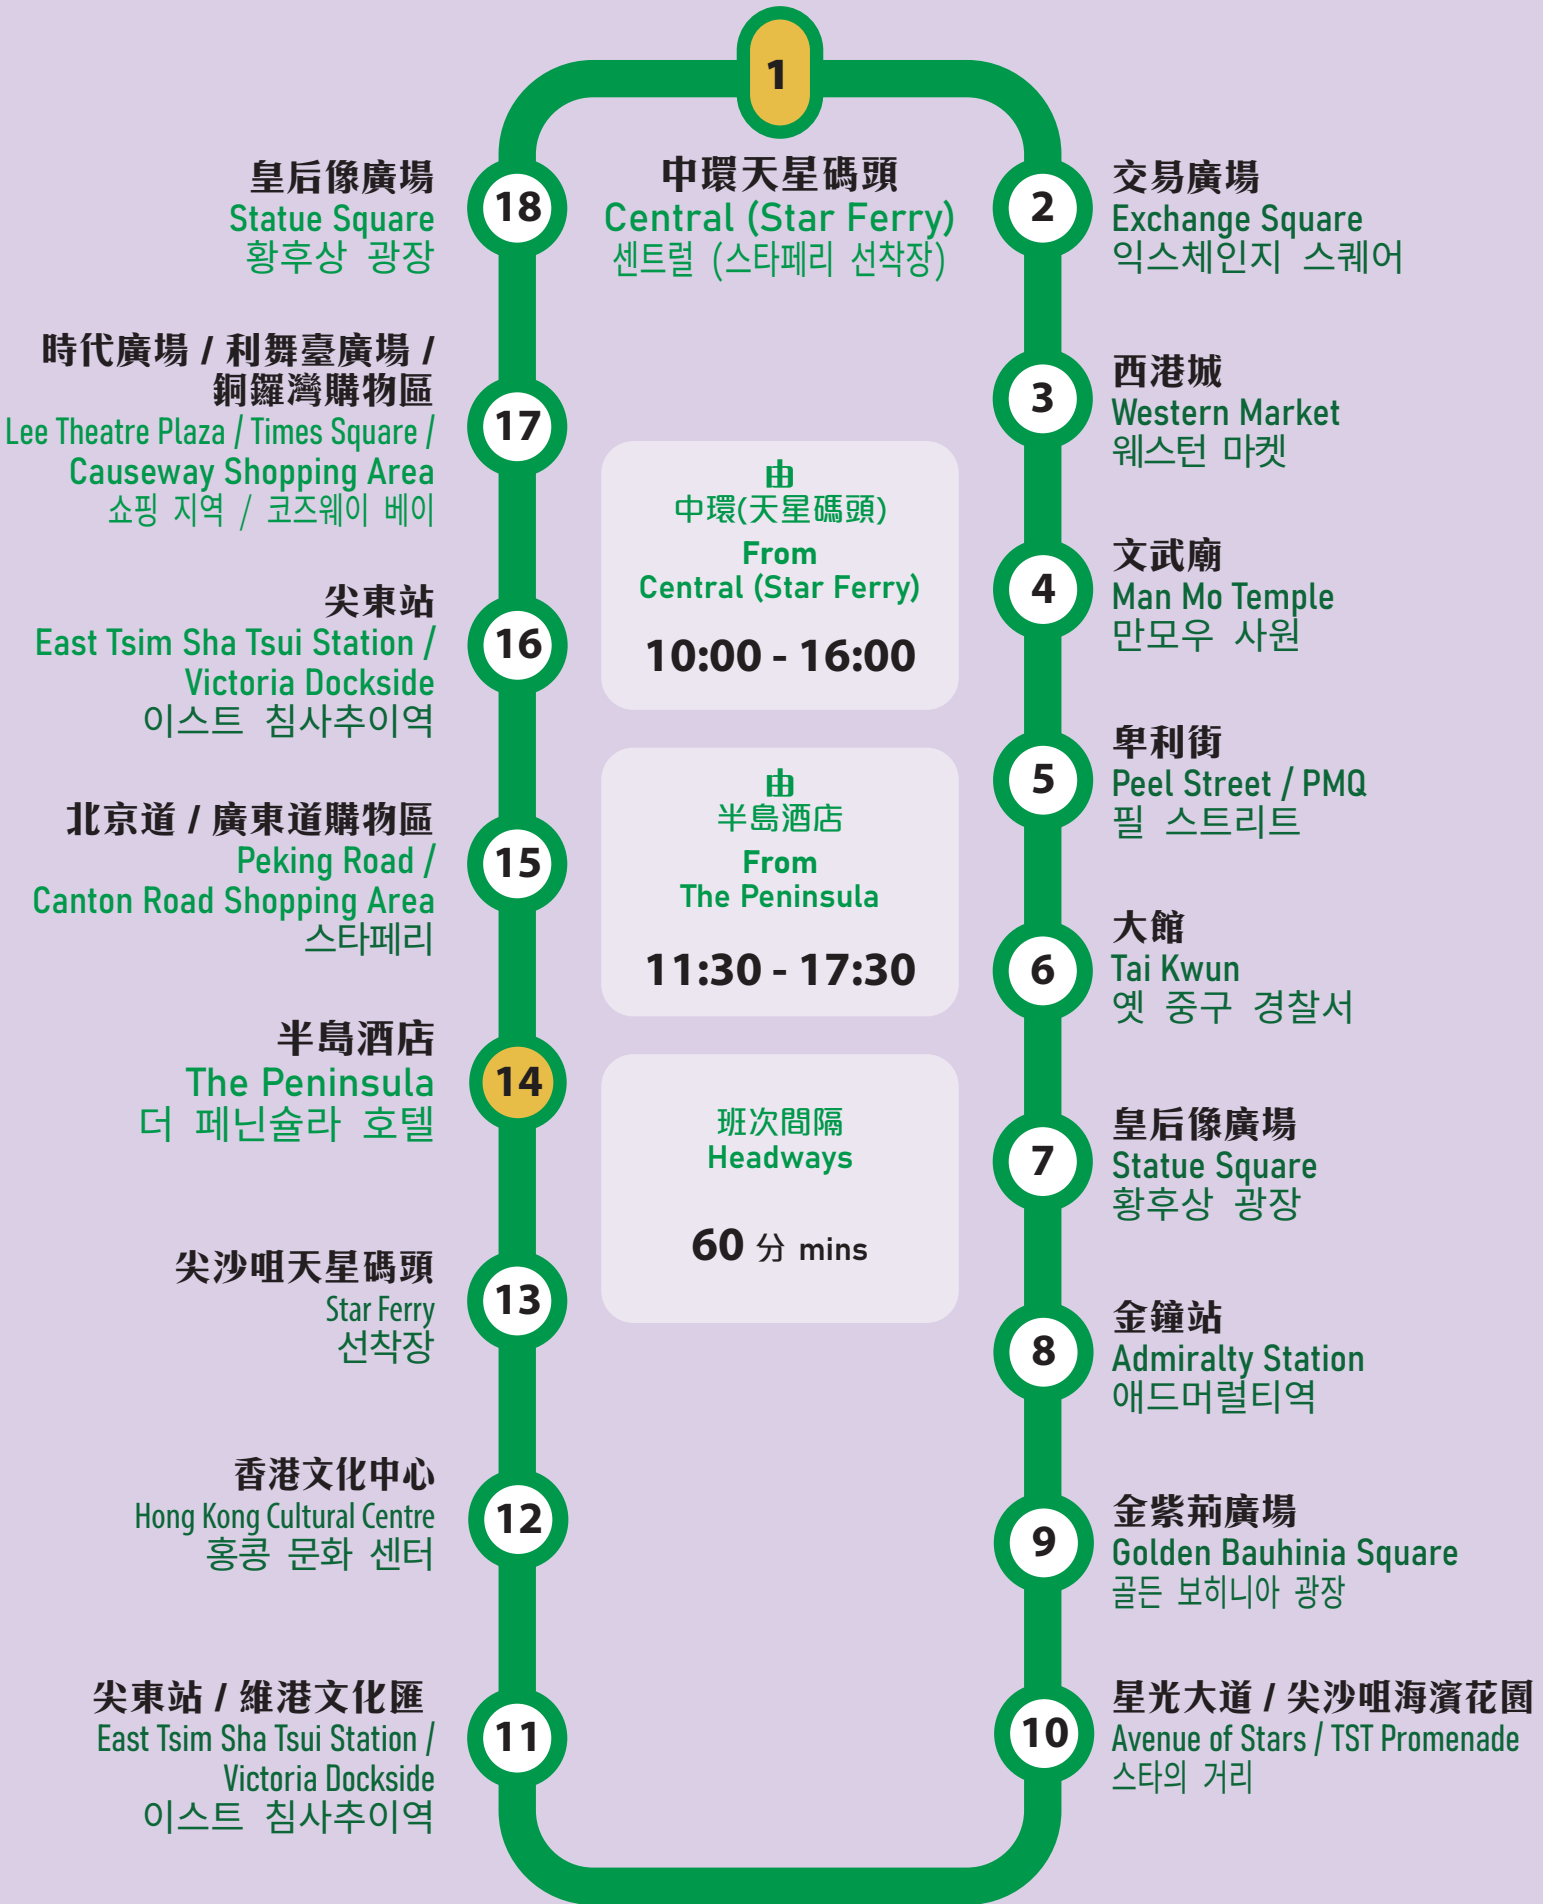 1
中環天星碼頭
Central (Star Ferry)
센트럴 (스타페리 선착장)
2
交易廣場
Exchange Square
익스체인지 스퀘어
3
西港城
Western Market
웨스턴 마켓
4
文武廟
Man Mo Temple
만모우 사원
5
卑利街
Peel Street / PMQ
필 스트리트
6
大館
Tai Kwun
옛 중구 경찰서
7
皇后像廣場
Statue Square
황후상 광장
8
金鐘站
Admiralty Station
애드머럴티역
9
金紫荊廣場
Golden Bauhinia Square
골든 보히니아 광장
10
星光大道 / 尖沙咀海濱花園
Avenue of Stars / TST Promenade
스타의 거리
11
尖東站 / 維港文化匯
East Tsim Sha Tsui Station /
Victoria Dockside
이스트 침사추이역
12
香港文化中心
Hong Kong Cultural Centre
홍콩 문화 센터
13
尖沙咀天星碼頭
Star Ferry
선착장
14
半島酒店
The Peninsula
더 페닌슐라 호텔
15
北京道 / 廣東道購物區
Peking Road /
Canton Road Shopping Area
스타페리
16
尖東站
East Tsim Sha Tsui Station /
Victoria Dockside
이스트 침사추이역
17
時代廣場 / 利舞臺廣場 /
銅鑼灣購物區
Lee Theatre Plaza / Times Square /
Causeway Shopping Area
쇼핑 지역 / 코즈웨이 베이
18
皇后像廣場
Statue Square
황후상 광장
由
中環(天星碼頭)
From
Central (Star Ferry)
10:00 - 16:00
由
半島酒店
From
The Peninsula
11:30 - 17:30
班次間隔
Headways
60 分 mins